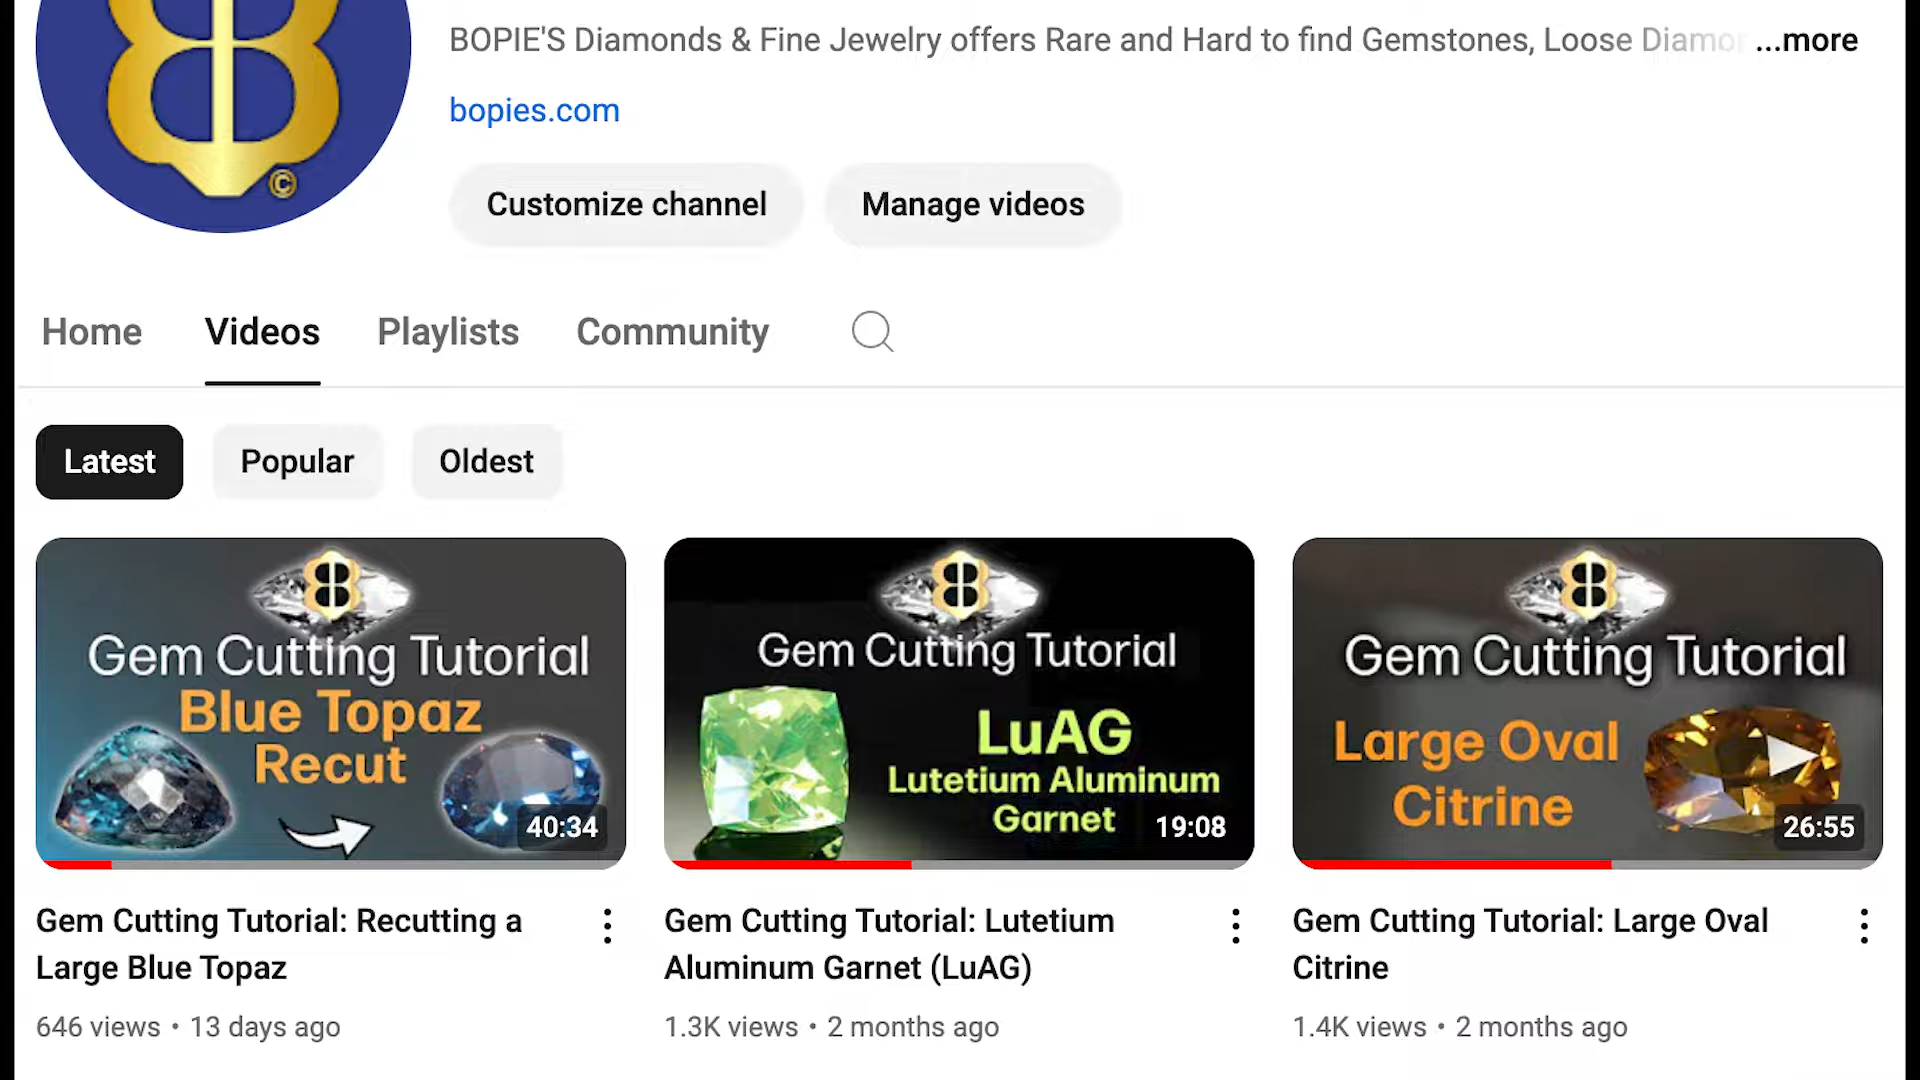 BOPIE'S Diamonds & Fine Jewelry offers Rare and Hard to find Gemstones, Loose Diamo ...more
bopies.com
Customize channel Manage videos
©
Home Videos Playlists Community
Latest Popular Oldest
Gem Cutting Tutorial
Blue Topaz
Recut
40:34
Gem Cutting Tutorial
LuAG
Lutetium Aluminum
Garnet
19:08
Gem Cutting Tutorial
Large Oval
Citrine
26:55
Gem Cutting Tutorial: Recutting a
Large Blue Topaz
646 views • 13 days ago
Gem Cutting Tutorial: Lutetium
Aluminum Garnet (LuAG)
1.3K views • 2 months ago
Gem Cutting Tutorial: Large Oval
Citrine
1.4K views • 2 months ago